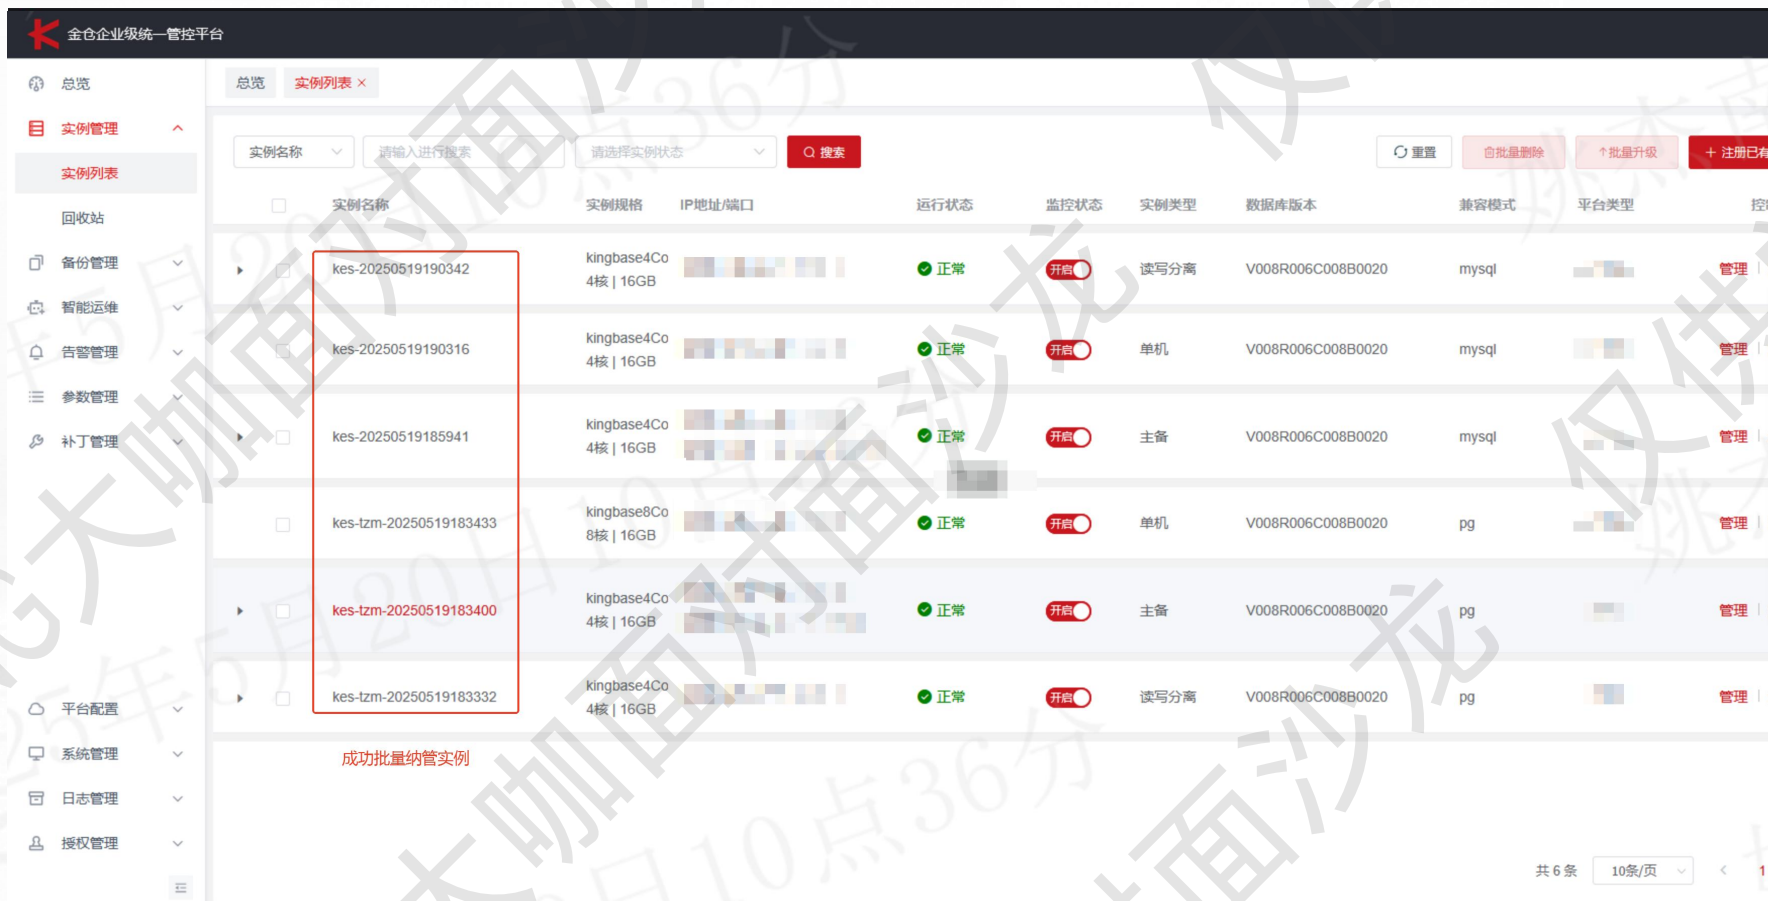 金仓企业级统一管控平台
总览
实例管理
实例列表
回收站
备份管理
智能运维
告警管理
参数管理
补丁管理
平台配置
系统管理
日志管理
授权管理
总览 实例列表 ×
实例名称 请输入进行搜索 请选择实例状态 搜索 重置 批量删除 批量升级 + 注册已有
实例名称 实例规格 IP地址/端口 运行状态 监控状态 实例类型 数据库版本 兼容模式 平台类型
kes-20250519190342 kingbase4Co 4核 | 16GB 正常 开启 读写分离 V008R006C008B0020 mysql 管理
kes-20250519190316 kingbase4Co 4核 | 16GB 正常 开启 单机 V008R006C008B0020 mysql 管理
kes-20250519185941 kingbase4Co 4核 | 16GB 正常 开启 主备 V008R006C008B0020 mysql 管理
kes-tzm-20250519183433 kingbase8Co 8核 | 16GB 正常 开启 单机 V008R006C008B0020 pg 管理
kes-tzm-20250519183400 kingbase4Co 4核 | 16GB 正常 开启 主备 V008R006C008B0020 pg 管理
kes-tzm-20250519183332 kingbase4Co 4核 | 16GB 正常 开启 读写分离 V008R006C008B0020 pg 管理
成功批量纳管实例
共 6 条 10条/页 < 1